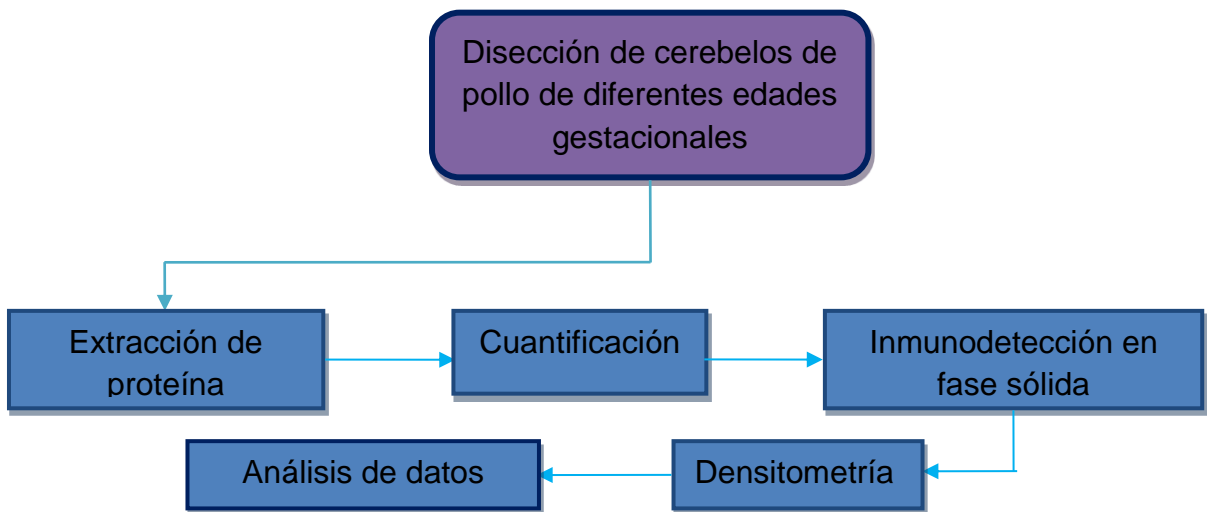 Disección de cerebelos de
pollo de diferentes edades
gestacionales
Extracción de
proteína
Cuantificación
Inmunodetección en
fase sólida
Densitometría
Análisis de datos